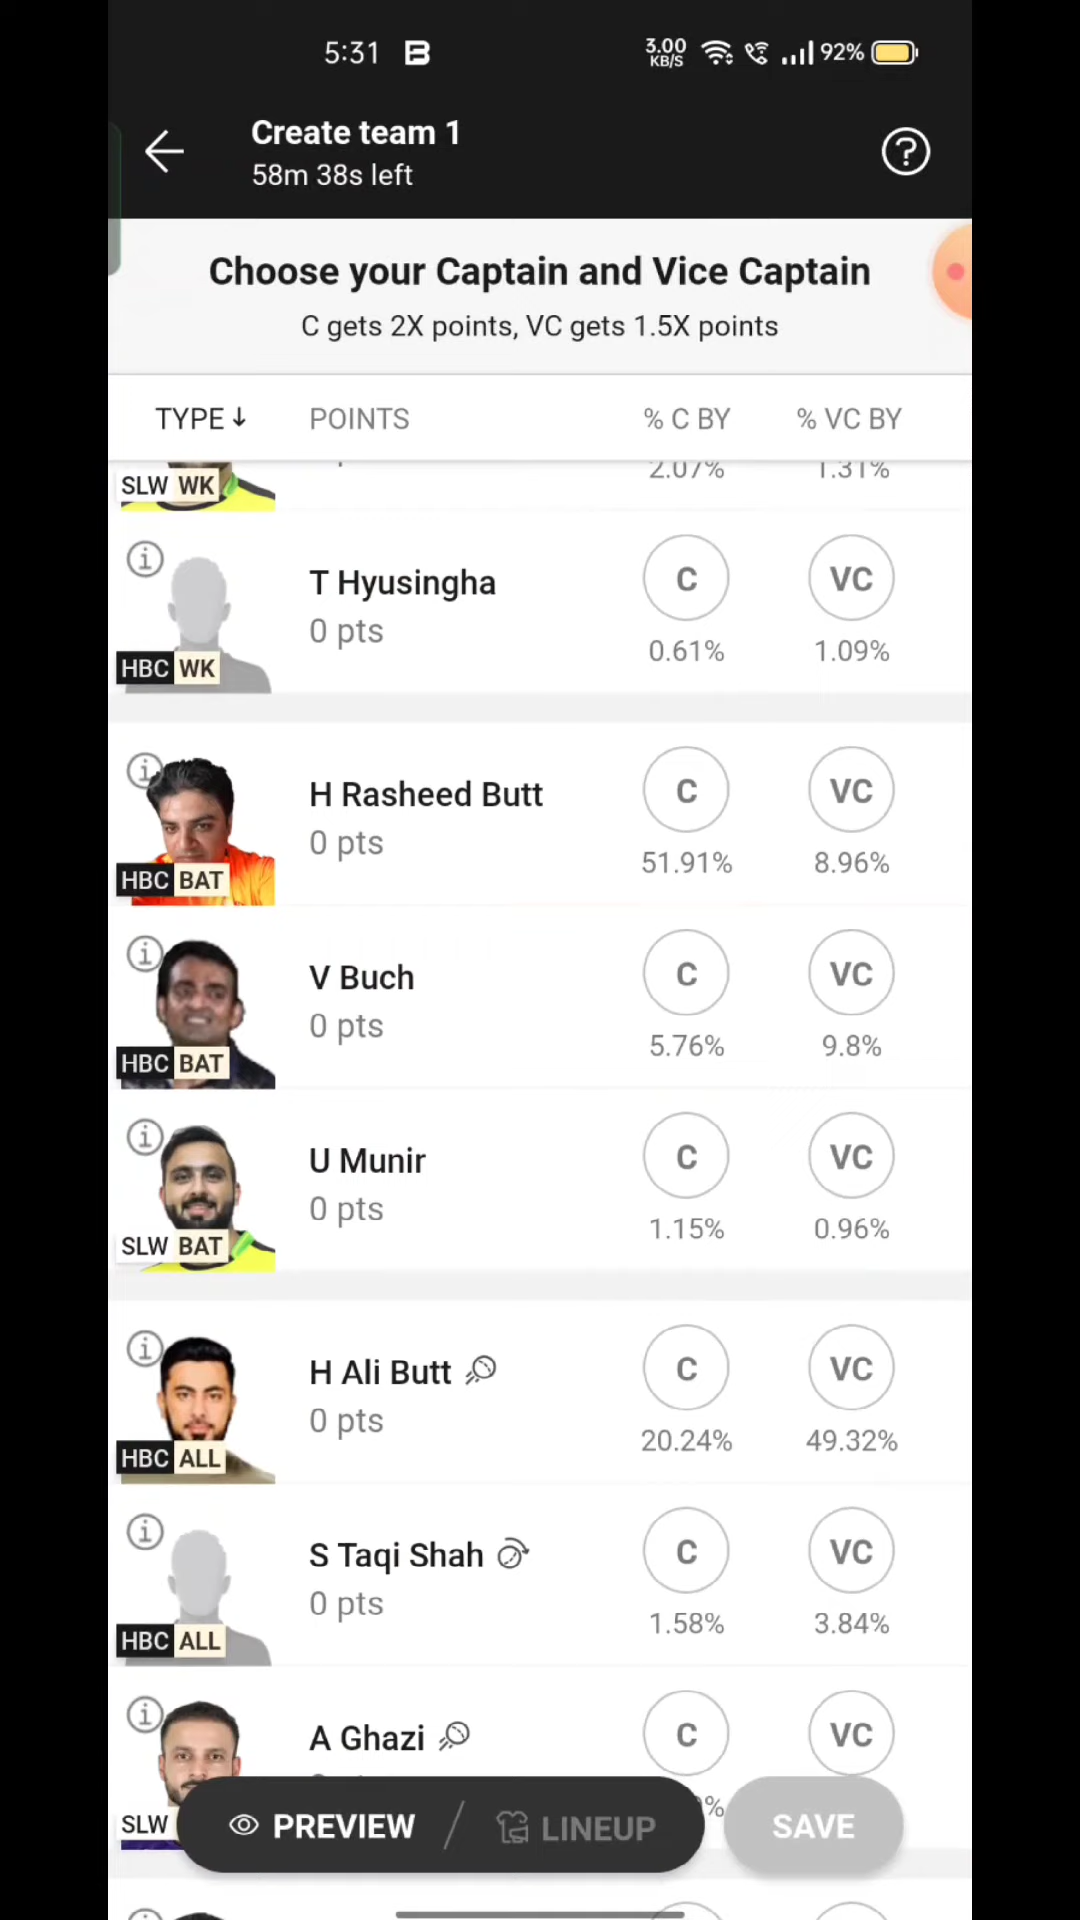 5:31
3.00 KB/S
92%
Create team 1
58m 38s left
Choose your Captain and Vice Captain
C gets 2X points, VC gets 1.5X points
TYPE↓ POINTS % C BY % VC BY
SLW WK 2.07% 1.31%
T Hyusingha C VC
0 pts
HBC WK 0.61% 1.09%
H Rasheed Butt C VC
0 pts
HBC BAT 51.91% 8.96%
V Buch C VC
0 pts
HBC BAT 5.76% 9.8%
U Munir C VC
0 pts
SLW BAT 1.15% 0.96%
H Ali Butt C VC
0 pts
HBC ALL 20.24% 49.32%
S Taqi Shah C VC
0 pts
HBC ALL 1.58% 3.84%
A Ghazi C VC
SLW
PREVIEW / LINEUP SAVE